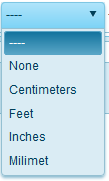 ----
----
None
Centimeters
Feet
Inches
Milimet